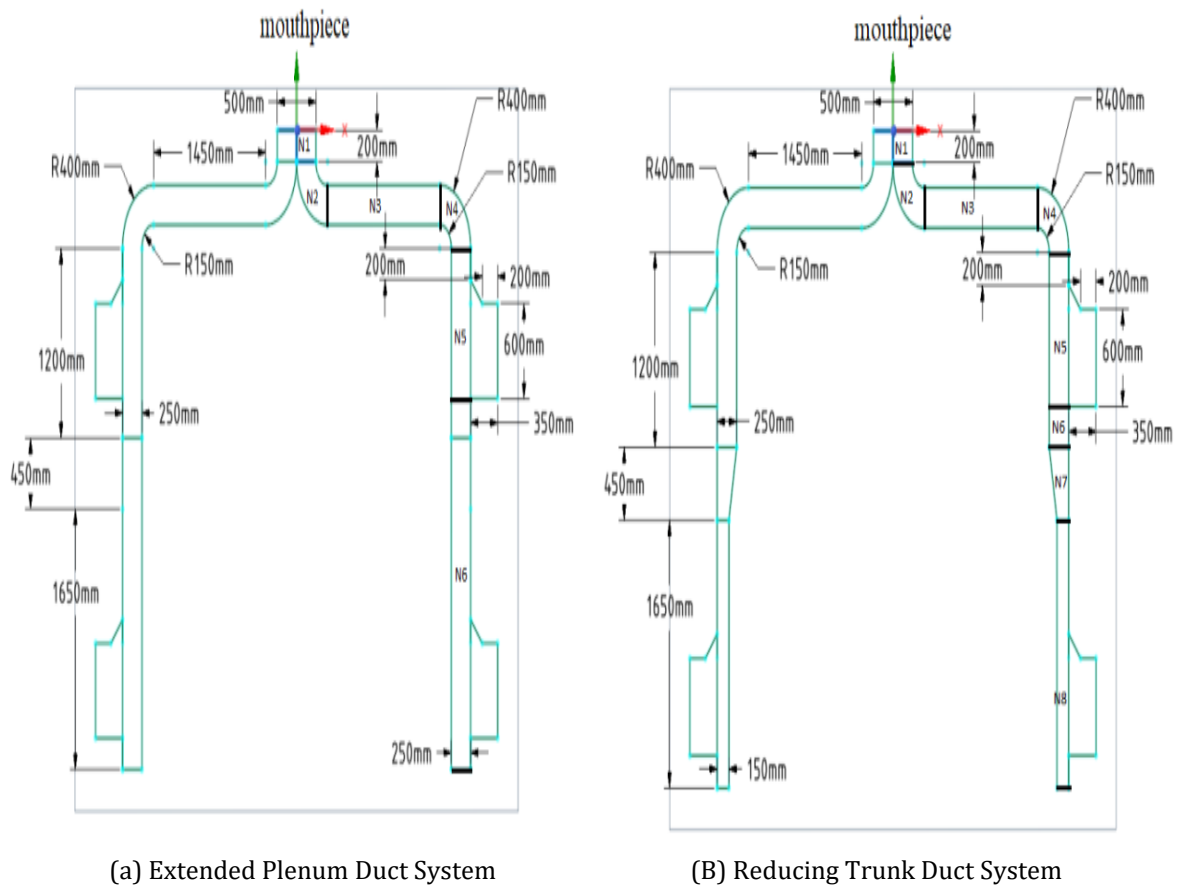 mouthpiece
500mm
X
N1
200mm
R400mm
1450mm
R400mm
R150mm
N2
N3
N4
R150mm
200mm
200mm
1200mm
N5
600mm
250mm
350mm
450mm
1650mm
N6
250mm
(a) Extended Plenum Duct System
mouthpiece
500mm
X
N1
200mm
R400mm
1450mm
R400mm
R150mm
N2
N3
N4
R150mm
200mm
200mm
1200mm
N5
600mm
250mm
N6
350mm
450mm
N7
1650mm
N8
150mm
(B) Reducing Trunk Duct System